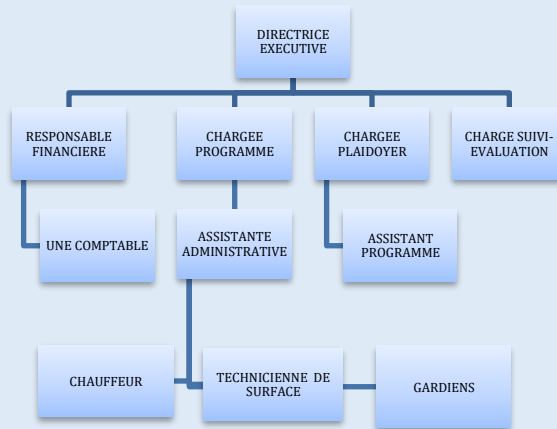 DIRECTRICE
EXECUTIVE
RESPONSABLE
FINANCIERE
CHARGEE
PROGRAMME
CHARGEE
PLAIDOYER
CHARGE SUIVI-
EVALUATION
UNE COMPTABLE
ASSISTANTE
ADMINISTRATIVE
ASSISTANT
PROGRAMME
CHAUFFEUR
TECHNICIENNE DE
SURFACE
GARDIENS